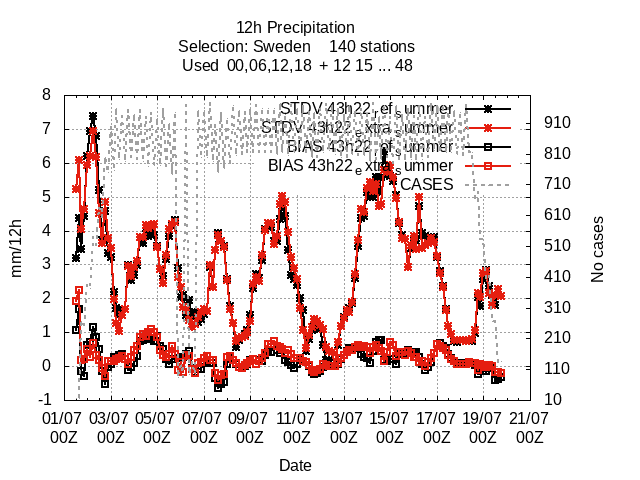 12h Precipitation
Selection: Sweden 140 stations
Used 00,06,12,18 + 12 15 ... 48
STDV 43h22_ref_summer
STDV 43h22_extra_summer
BIAS 43h22_ref_summer
BIAS 43h22_extra_summer
CASES
mm/12h
8
7
6
5
4
3
2
1
0
-1
No cases
910
810
710
610
510
410
310
210
110
10
01/07 03/07 05/07 07/07 09/07 11/07 13/07 15/07 17/07 19/07 21/07
00Z 00Z 00Z 00Z 00Z 00Z 00Z 00Z 00Z 00Z 00Z
Date